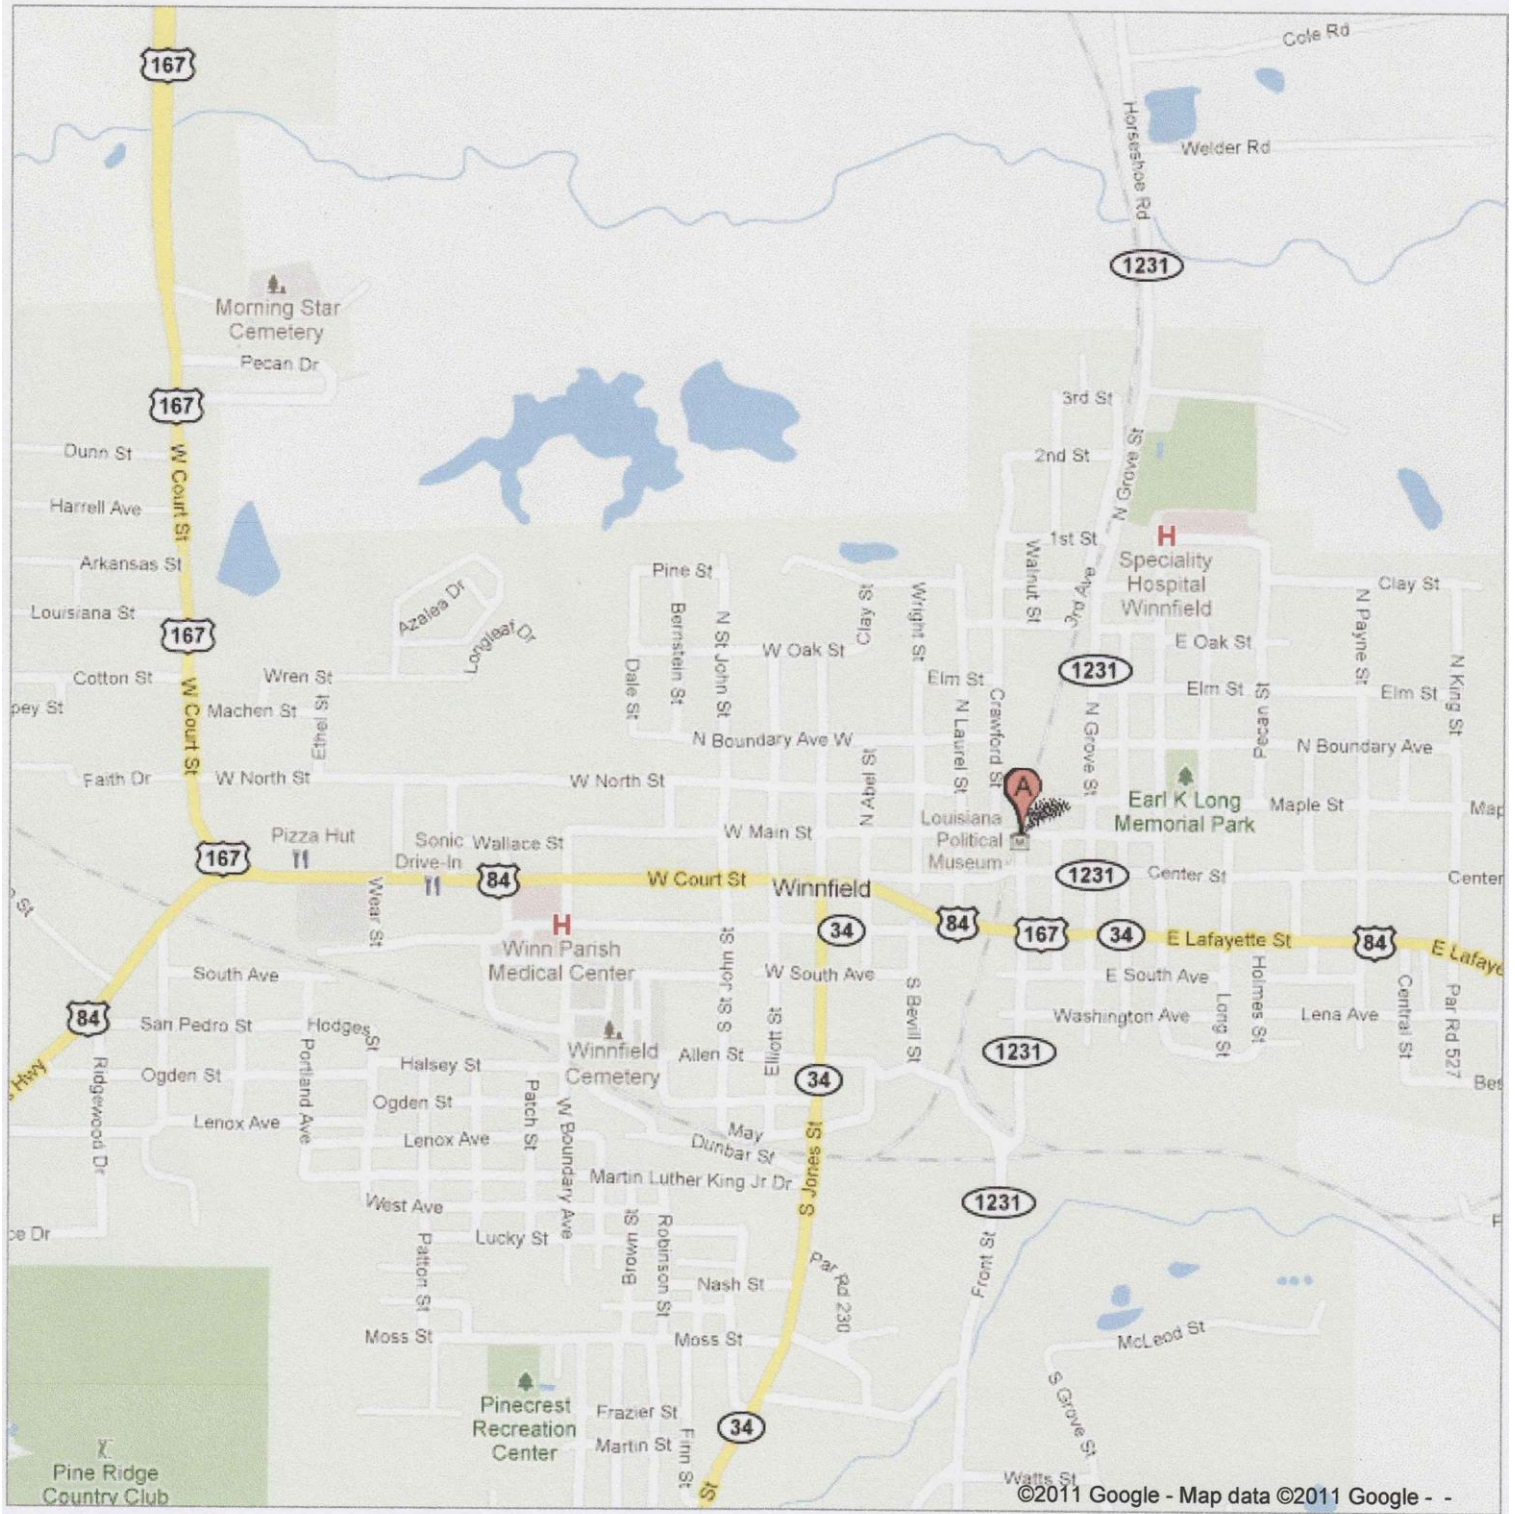 Cole Rd
167
Horseshoe Rd
Welder Rd
1231
Morning Star
Cemetery
Pecan Dr
167
3rd St
Dunn St
W Court St
2nd St
N Grove St
Harrell Ave
1st St
H
Speciality
Hospital
Winnfield
Arkansas St
Pine St
Walnut St
3rd Ave
Clay St
Azalea Dr
Longleaf Dr
Clay St
Wright St
N Payne St
Louisiana St
167
Bernstein St
N St John St
W Oak St
E Oak St
1231
Cotton St
Wren St
Dale St
Elm St
Crawford St
Elm St
Pecan St
Elm St
N King St
pey St
W Court St
Machen St
Ethel St
N Boundary Ave W
N Laurel St
N Grove St
N Boundary Ave
Faith Dr
W North St
W North St
N Abel St
A
Earl K Long
Memorial Park
Maple St
Map
Pizza Hut
Sonic
Drive-In
Wallace St
W Main St
Louisiana
Political
Museum
M
167
84
W Court St
Winnfield
1231
Center St
Center
Wear St
H
Winn Parish
Medical Center
34
84
167
34
E Lafayette St
84
E Lafaye
South Ave
S St John St
W South Ave
S Bevill St
E South Ave
Long St
Holmes St
Central St
Par Rd 527
84
San Pedro St
Hodges St
Portland Ave
Winnfield
Cemetery
Elliott St
Washington Ave
Lena Ave
Hwy
Ridgewood Dr
Ogden St
Halsey St
Allen St
34
1231
Bes
Lenox Ave
Ogden St
Patch St
W Boundary Ave
Lenox Ave
May
Dunbar St
S Jones St
Martin Luther King Jr Dr
West Ave
1231
ce Dr
Lucky St
Patton St
Brown St
Robinson St
Front St
Nash St
Par Rd 230
Moss St
Moss St
McLeod St
S Grove St
Pinecrest
Recreation
Center
Frazier St
34
Martin St
Finn St
St
Pine Ridge
Country Club
Watts St
©2011 Google - Map data ©2011 Google - -